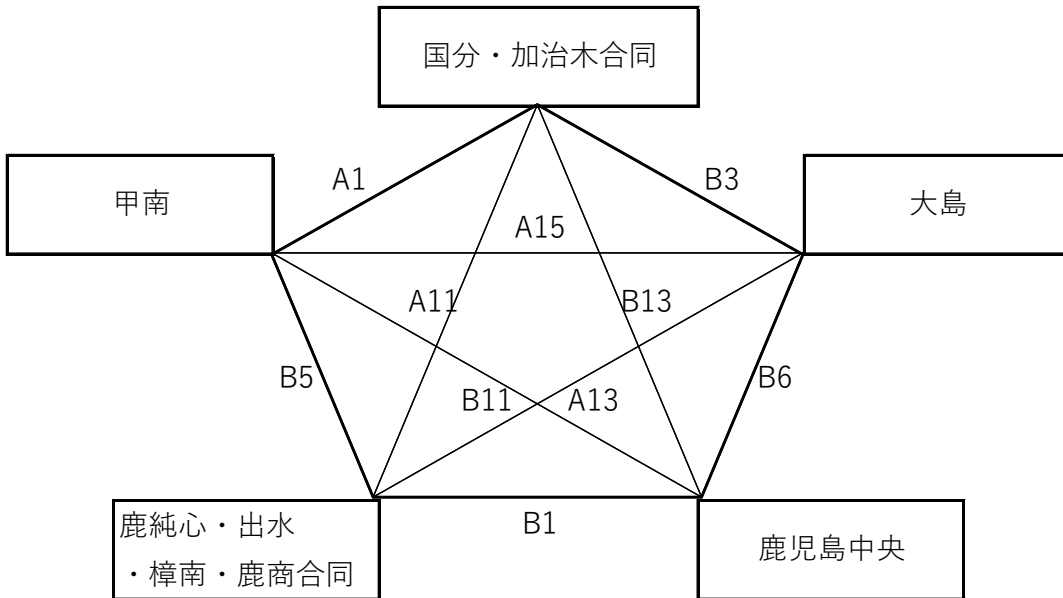 国分・加治木合同
A1
B3
甲南
大島
A15
A11
B13
B5
B11
A13
B6
B1
鹿純心・出水
・樟南・鹿商合同
鹿児島中央